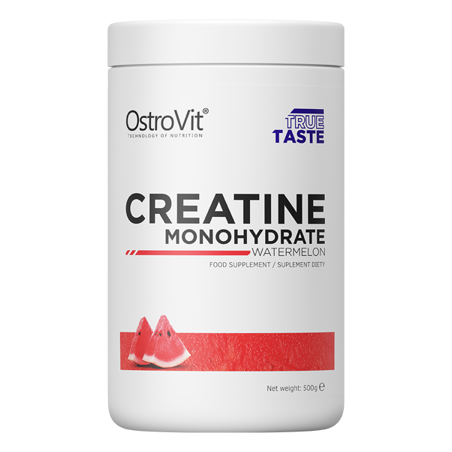 OstroVit®
TECHNOLOGY OF NUTRITION
TRUE
TASTE
CREATINE
MONOHYDRATE
WATERMELON
FOOD SUPPLEMENT / SUPLEMENT DIETY
Net weight: 500g ℮